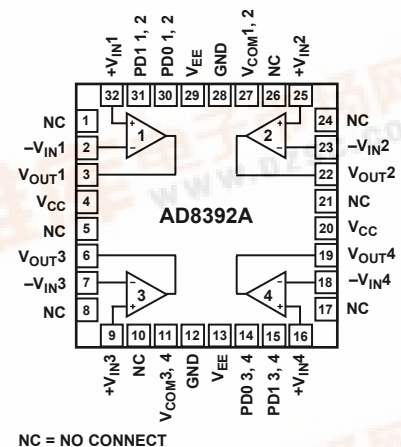 +VIN1
PD1 1, 2
PD0 1, 2
VEE
GND
VCOM1, 2
NC
+VIN2
32 31 30 29 28 27 26 25
NC 1
–VIN1 2
VOUT1 3
VCC 4
NC 5
VOUT3 6
–VIN3 7
NC 8
1
2
AD8392A
3
4
24 NC
23 –VIN2
22 VOUT2
21 NC
20 VCC
19 VOUT4
18 –VIN4
17 NC
9 10 11 12 13 14 15 16
+VIN3
NC
VCOM3, 4
GND
VEE
PD0 3, 4
PD1 3, 4
+VIN4
NC = NO CONNECT